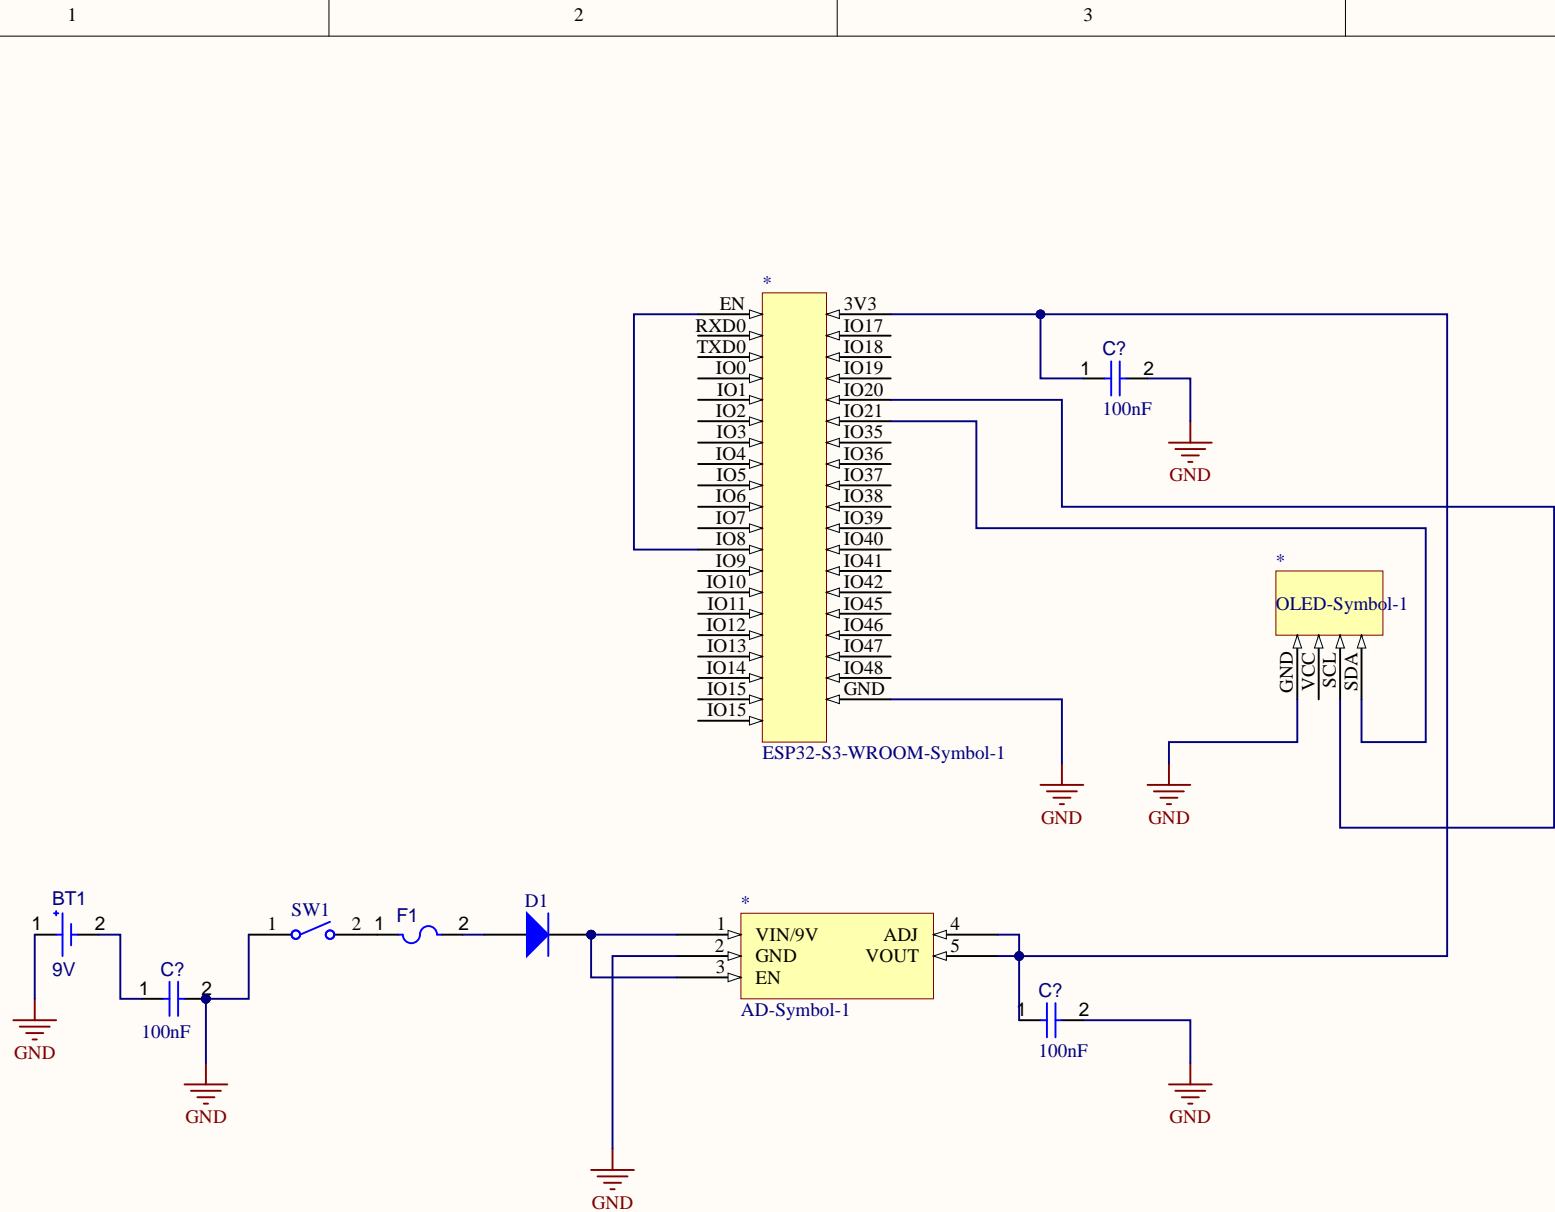 1 2 3
*
EN 3V3
RXD0 IO17
TXD0 IO18
IO0 IO19
IO1 IO20
IO2 IO21
IO3 IO35
IO4 IO36
IO5 IO37
IO6 IO38
IO7 IO39
IO8 IO40
IO9 IO41
IO10 IO42
IO11 IO45
IO12 IO46
IO13 IO47
IO14 IO48
IO15 GND
IO15
ESP32-S3-WROOM-Symbol-1
C?
1 2
100nF
GND
*
OLED-Symbol-1
GND VCC SCL SDA
GND
GND
BT1
1 + 2
9V
GND
C?
1 2
100nF
GND
SW1
1 2
F1
1 2
D1
*
1 VIN/9V ADJ 4
2 GND VOUT 5
3 EN
AD-Symbol-1
GND
C?
1 2
100nF
GND